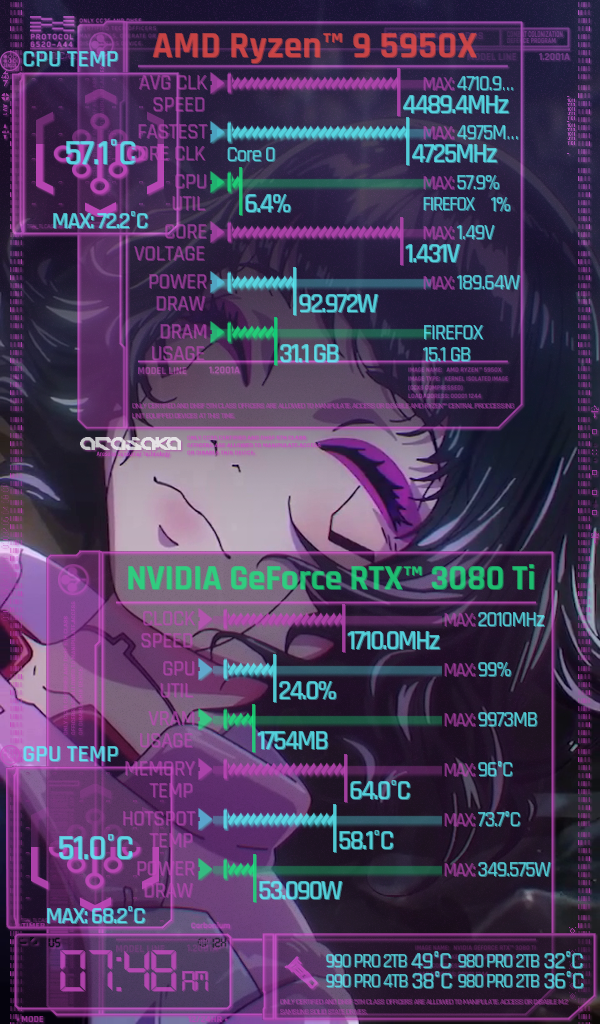 PROTOCOL
6520-A44
CPU TEMP
AMD Ryzen™ 9 5950X
AVG CLK SPEED
MAX: 4710.9...
4489.4MHz
FASTEST
MAX: 4975M...
CLK
Core 0
4725MHz
57.1°C
MAX: 72.2°C
CPU UTIL
MAX: 57.9%
6.4%
FIREFOX 1%
CORE VOLTAGE
MAX: 1.49V
1.431V
POWER DRAW
MAX: 189.64W
92.972W
DRAM USAGE
FIREFOX
31.1 GB
15.1 GB
MODEL LINE 1.2001A
arasaka
NVIDIA GeForce RTX™ 3080 Ti
CLOCK SPEED
MAX: 2010MHz
1710.0MHz
GPU UTIL
MAX: 99%
24.0%
VRAM USAGE
MAX: 9973MB
1754MB
GPU TEMP
MEMORY TEMP
MAX: 96°C
64.0°C
HOTSPOT TEMP
MAX: 73.7°C
58.1°C
51.0°C
MAX: 68.2°C
POWER DRAW
MAX: 349.575W
53.090W
US
12H
07:48 AM
990 PRO 2TB 49°C 980 PRO 2TB 32°C
990 PRO 4TB 38°C 980 PRO 2TB 36°C
MODE